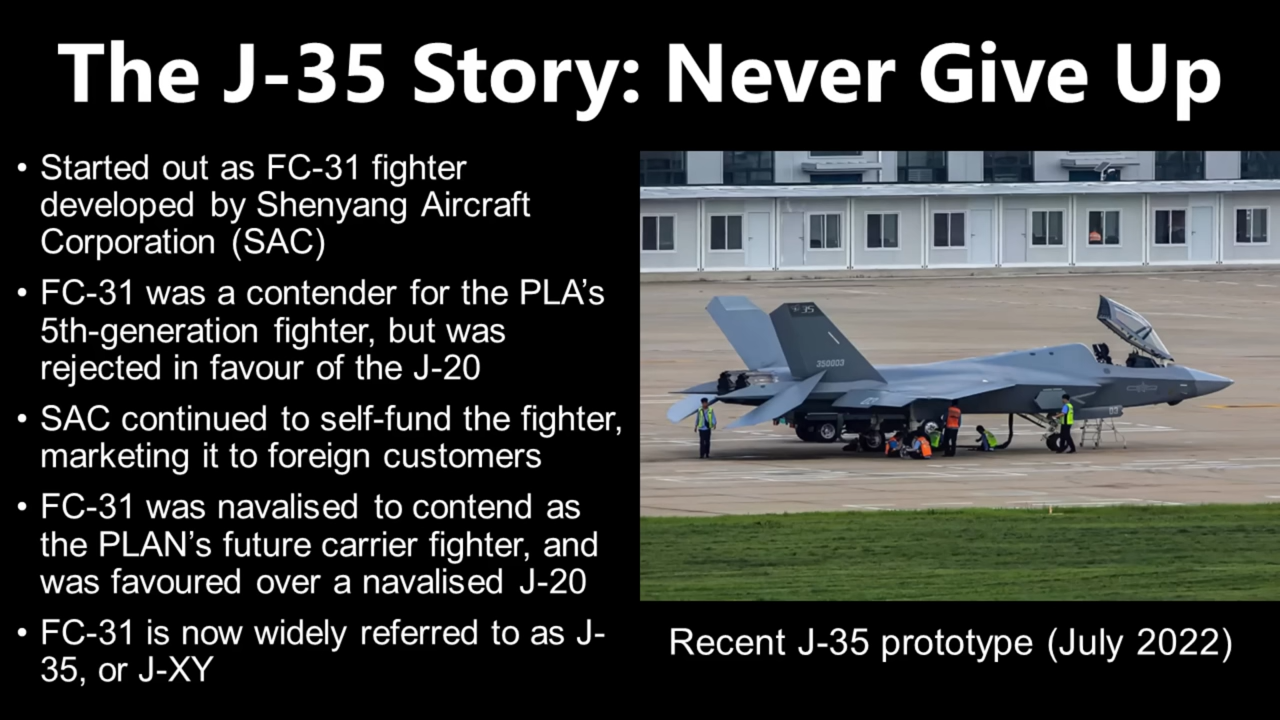 The J-35 Story: Never Give Up
• Started out as FC-31 fighter
developed by Shenyang Aircraft
Corporation (SAC)
• FC-31 was a contender for the PLA’s
5th-generation fighter, but was
rejected in favour of the J-20
• SAC continued to self-fund the fighter,
marketing it to foreign customers
• FC-31 was navalised to contend as
the PLAN’s future carrier fighter, and
was favoured over a navalised J-20
• FC-31 is now widely referred to as J-
35, or J-XY
35
350003
03
Recent J-35 prototype (July 2022)